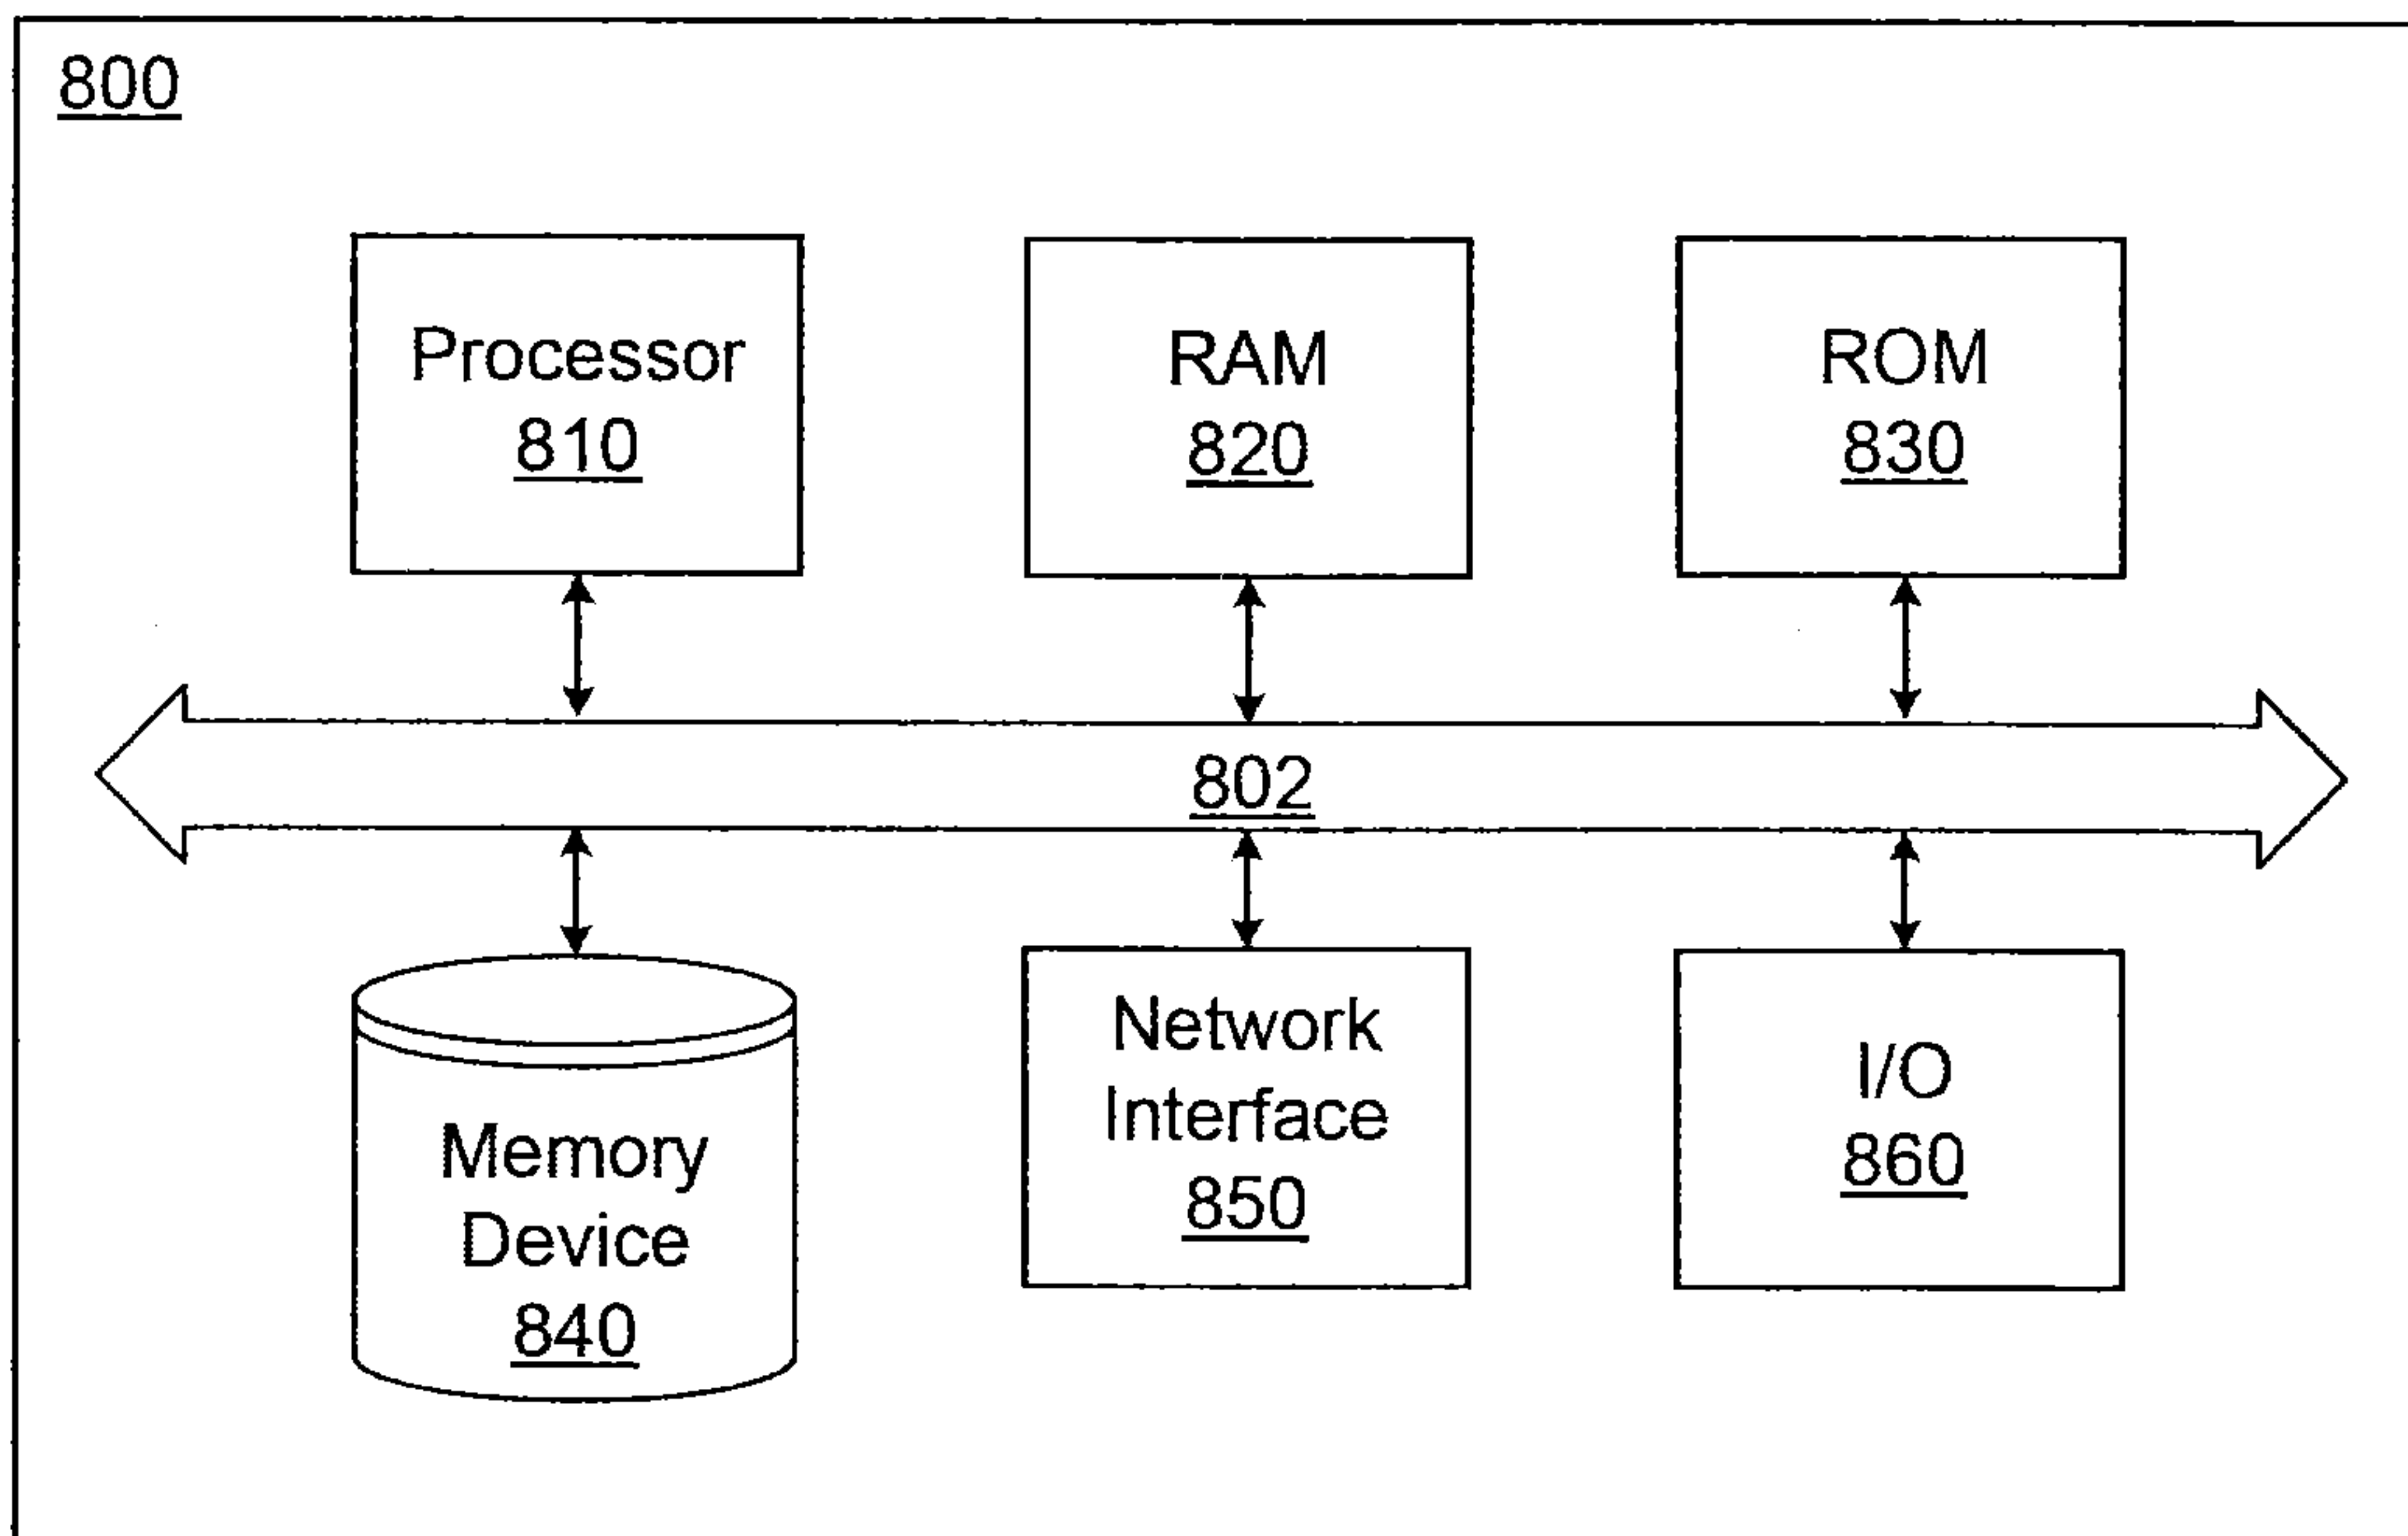 800
Processor
810
RAM
820
ROM
830
802
Memory
Device
840
Network
Interface
850
I/O
860